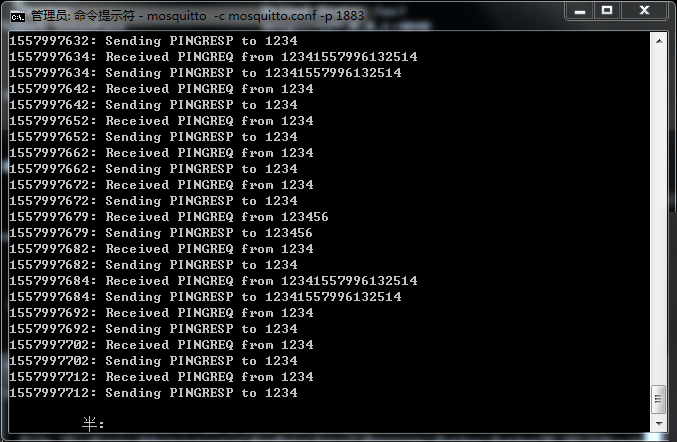 管理员: 命令提示符 - mosquitto -c mosquitto.conf -p 1883
1557997632: Sending PINGRESP to 1234
1557997634: Received PINGREQ from 12341557996132514
1557997634: Sending PINGRESP to 12341557996132514
1557997642: Received PINGREQ from 1234
1557997642: Sending PINGRESP to 1234
1557997652: Received PINGREQ from 1234
1557997652: Sending PINGRESP to 1234
1557997662: Received PINGREQ from 1234
1557997662: Sending PINGRESP to 1234
1557997672: Received PINGREQ from 1234
1557997672: Sending PINGRESP to 1234
1557997679: Received PINGREQ from 123456
1557997679: Sending PINGRESP to 123456
1557997682: Received PINGREQ from 1234
1557997682: Sending PINGRESP to 1234
1557997684: Received PINGREQ from 12341557996132514
1557997684: Sending PINGRESP to 12341557996132514
1557997692: Received PINGREQ from 1234
1557997692: Sending PINGRESP to 1234
1557997702: Received PINGREQ from 1234
1557997702: Sending PINGRESP to 1234
1557997712: Received PINGREQ from 1234
1557997712: Sending PINGRESP to 1234
半: